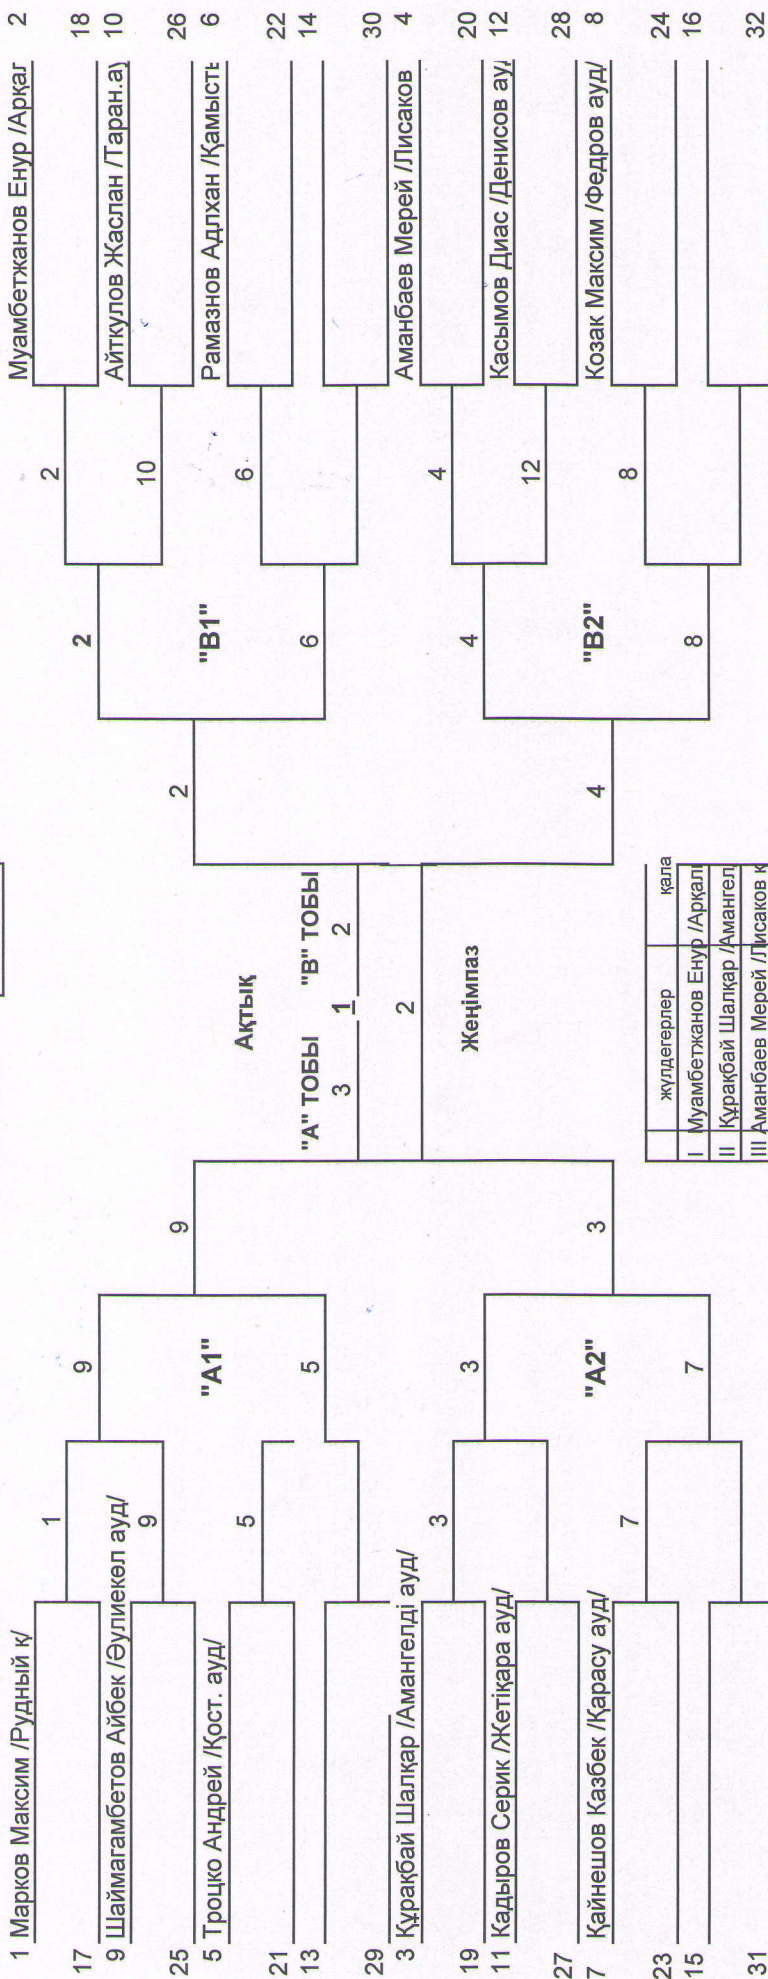 1 Марков Максим /Рудный қ/
17
9 Шаймагамбетов Айбек /Әулиекөл ауд/
25
5 Троцко Андрей /Қост. ауд/
21
13
29
3 Құрақбай Шалқар /Амангелді ауд/
19
11 Кадыров Серик /Жетіқара ауд/
27
7 Қайнешов Казбек /Қарасу ауд/
23
15
31
1
9
5
3
7
9
"А1"
5
3
"А2"
7
9
3
Ақтық
"А" ТОБЫ "В" ТОБЫ
3 1 2
2
Жеңімпаз
жүлдегерлер қала
I Муамбетжанов Енур /Арқал
II Құрақбай Шалқар /Амангел
III Аманбаев Мерей /Лисаков қ
2
4
2
"В1"
6
4
"В2"
8
2
10
6
4
12
8
Муамбетжанов Енур /Арқал 2
18
Айткулов Жаслан /Таран.ау 10
26
Рамазнов Адлхан /Қамысты 6
22
14
30
Аманбаев Мерей /Лисаков 4
20
Касымов Диас /Денисов ауд 12
28
Козак Максим /Федров ауд/ 8
24
16
32